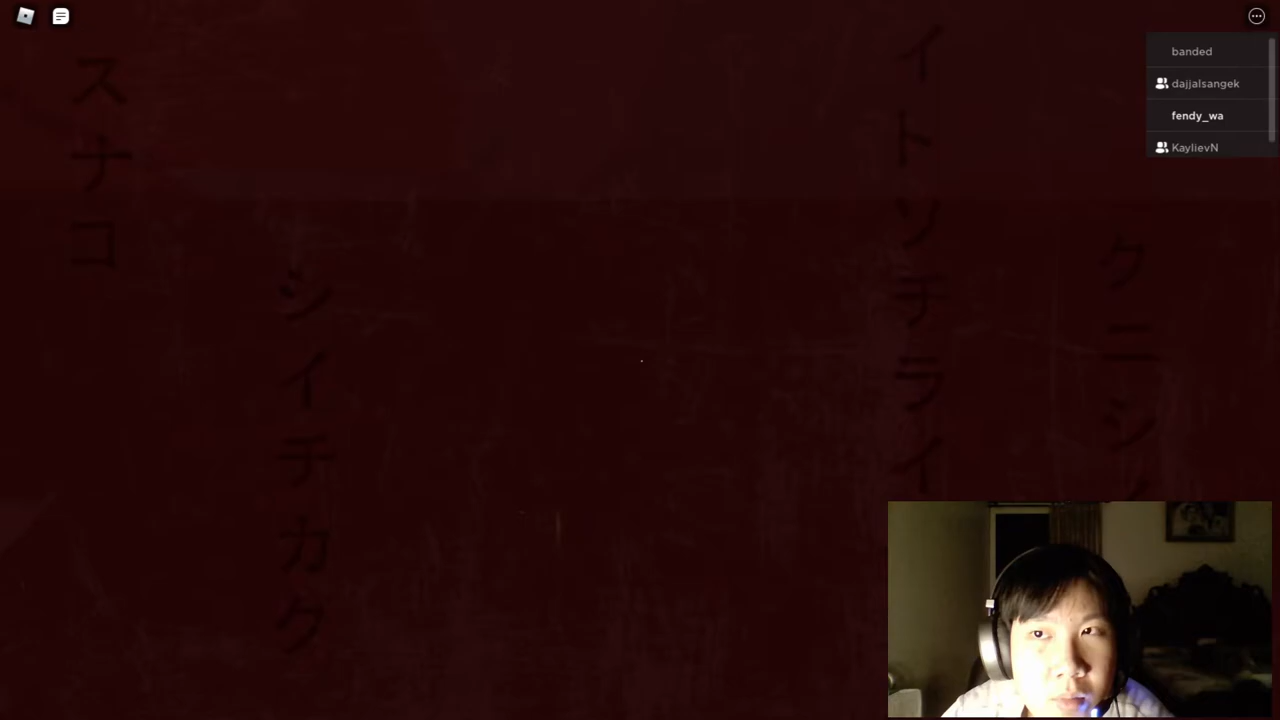 banded
dajjalsangek
fendy_wa
KaylievN
スナコ
シイチカク
イトソチライ
クニシ